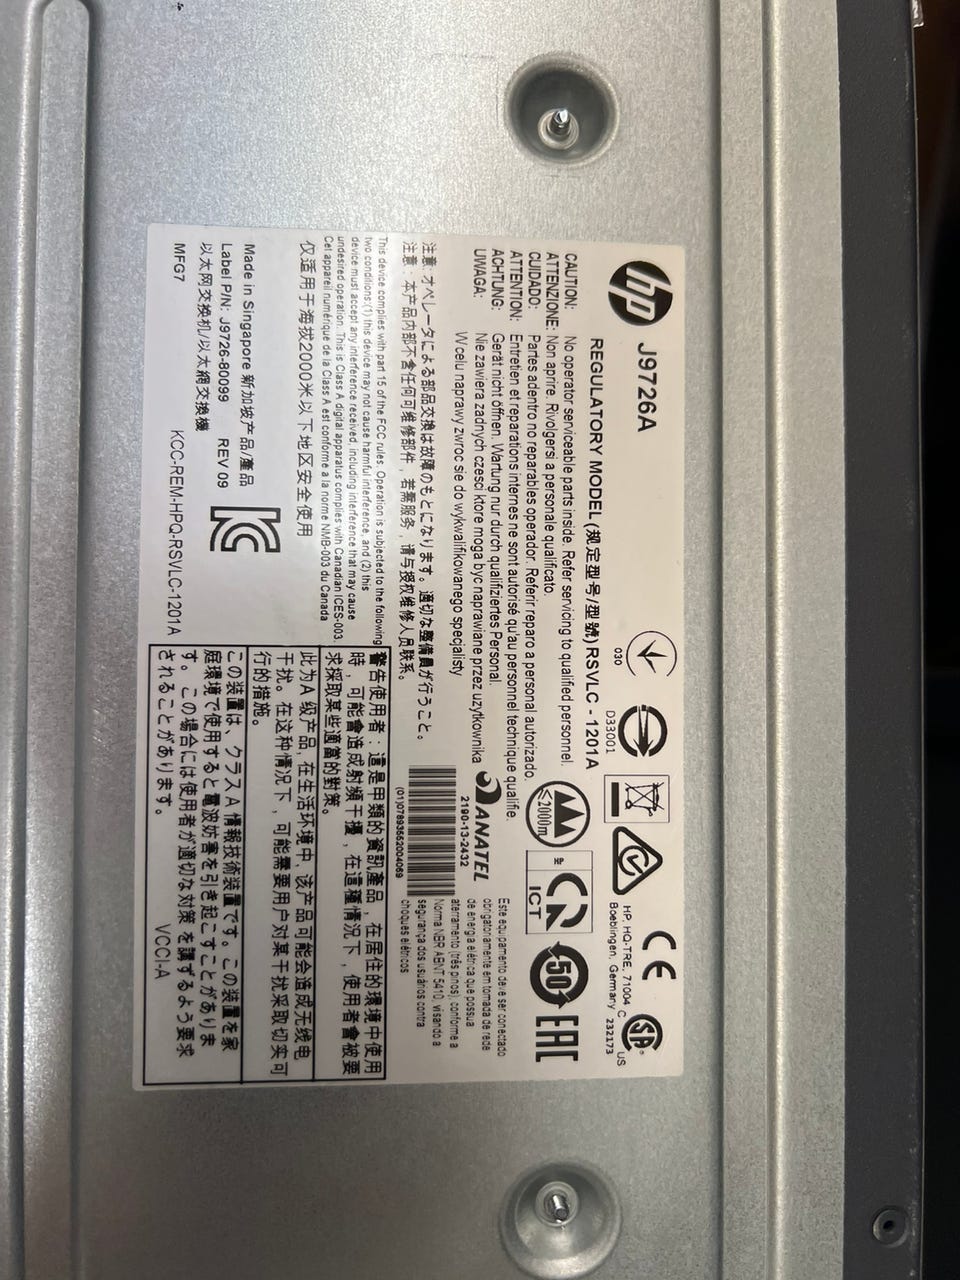 hp J9726A
REGULATORY MODEL (规定型号/型號) RSVLC - 1201A
CAUTION: No operator serviceable parts inside. Refer servicing to qualified personnel.
ATTENZIONE: Non aprire. Rivolgersi a personale qualificato.
CUIDADO: Partes adentro no reparables operador. Referir reparo a personal autorizado.
ATTENTION: Entretien et reparations internes ne sont autorisé qu'au personnel technique qualifie.
ACHTUNG: Gerät nicht öffnen. Wartung nur durch qualifiziertes Personal.
UWAGA: Nie zawiera zadnych czesci ktore moga byc naprawiane przez uzytkownika
W celu naprawy zwroc sie do wykwalifikowanego specjalisty
注意: オペレータによる部品交換は故障のもとになります。適切な整備員が行うこと。
注意: 本产品内部不含任何可维修部件，若需服务，请与授权维修人员联系。
This device complies with part 15 of the FCC rules. Operation is subjected to the following
two conditions:(1) this device may not cause harmful interference, and (2) this
device must accept any interference received, including interference that may cause
undesired operation. This is Class A digital apparatus complies with Canadian ICES-003.
Cet appareil numérique de la Class A est conforme a la norme NMB-003 du Canada
仅适用于海拔2000米以下地区安全使用
Made in Singapore 新加坡产品/產品
Label P/N: J9726-80099 REV 09
以太网交换机/以太網交換機
MFG7
KCC-REM-HPQ-RSVLC-1201A
030
D33001
CE
HP, HQ-TRE, 71004
Boeblingen, Germany
C US
232173
≤2000m
HP
ICT
50
EAC
ANATEL
2190-13-2432
(01)07893552004069
Este equipamento deve ser conectado
obrigatoriamente em tomada de rede
de energia elétrica que possua
aterramento (três pinos), conforme a
Norma NBR ABNT 5410, visando a
segurança dos usuários contra
choques elétricos
警告使用者：這是甲類的資訊產品，在居住的環境中使用
時，可能會造成射頻干擾，在這種情況下，使用者會被要
求採取某些適當的對策。
此为A级产品,在生活环境中,该产品可能会造成无线电
干扰。在这种情况下，可能需要用户对某干扰采取切实可
行的措施。
この装置は、クラスA情報技術装置です。この装置を家
庭環境で使用すると電波妨害を引き起こすことがありま
す。この場合には使用者が適切な対策を講ずるよう要求
されることがあります。 VCCI-A